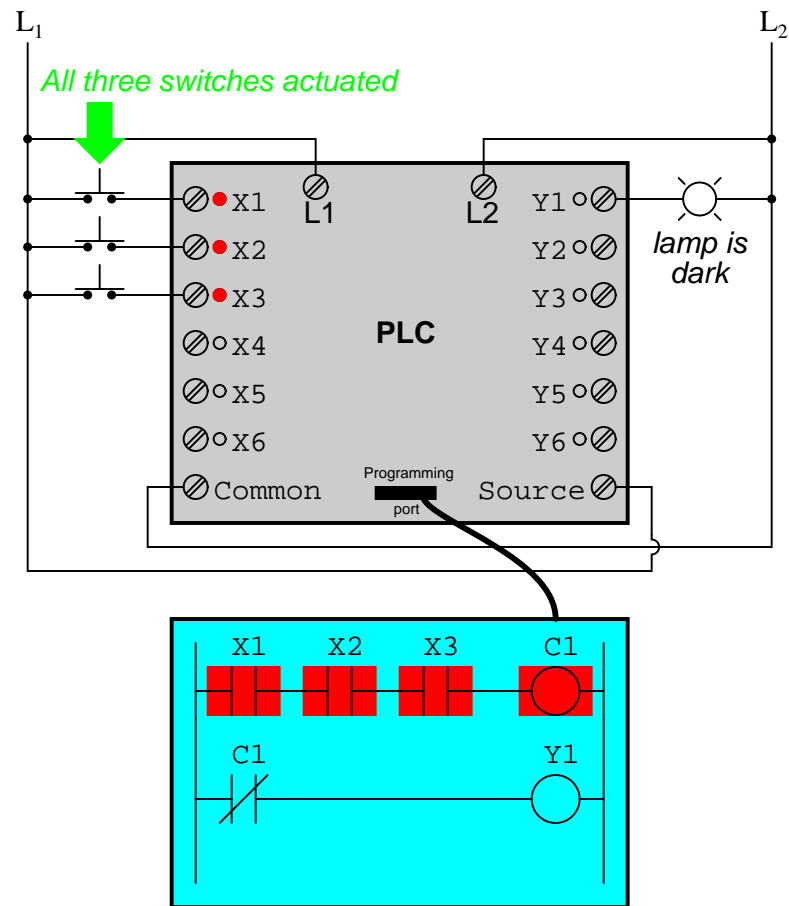 L1 L2
All three switches actuated
X1 L1 L2 Y1
lamp is
dark
X2 Y2
X3 PLC Y3
X4 Y4
X5 Y5
X6 Y6
Common Programming port Source
X1 X2 X3 C1
C1 Y1